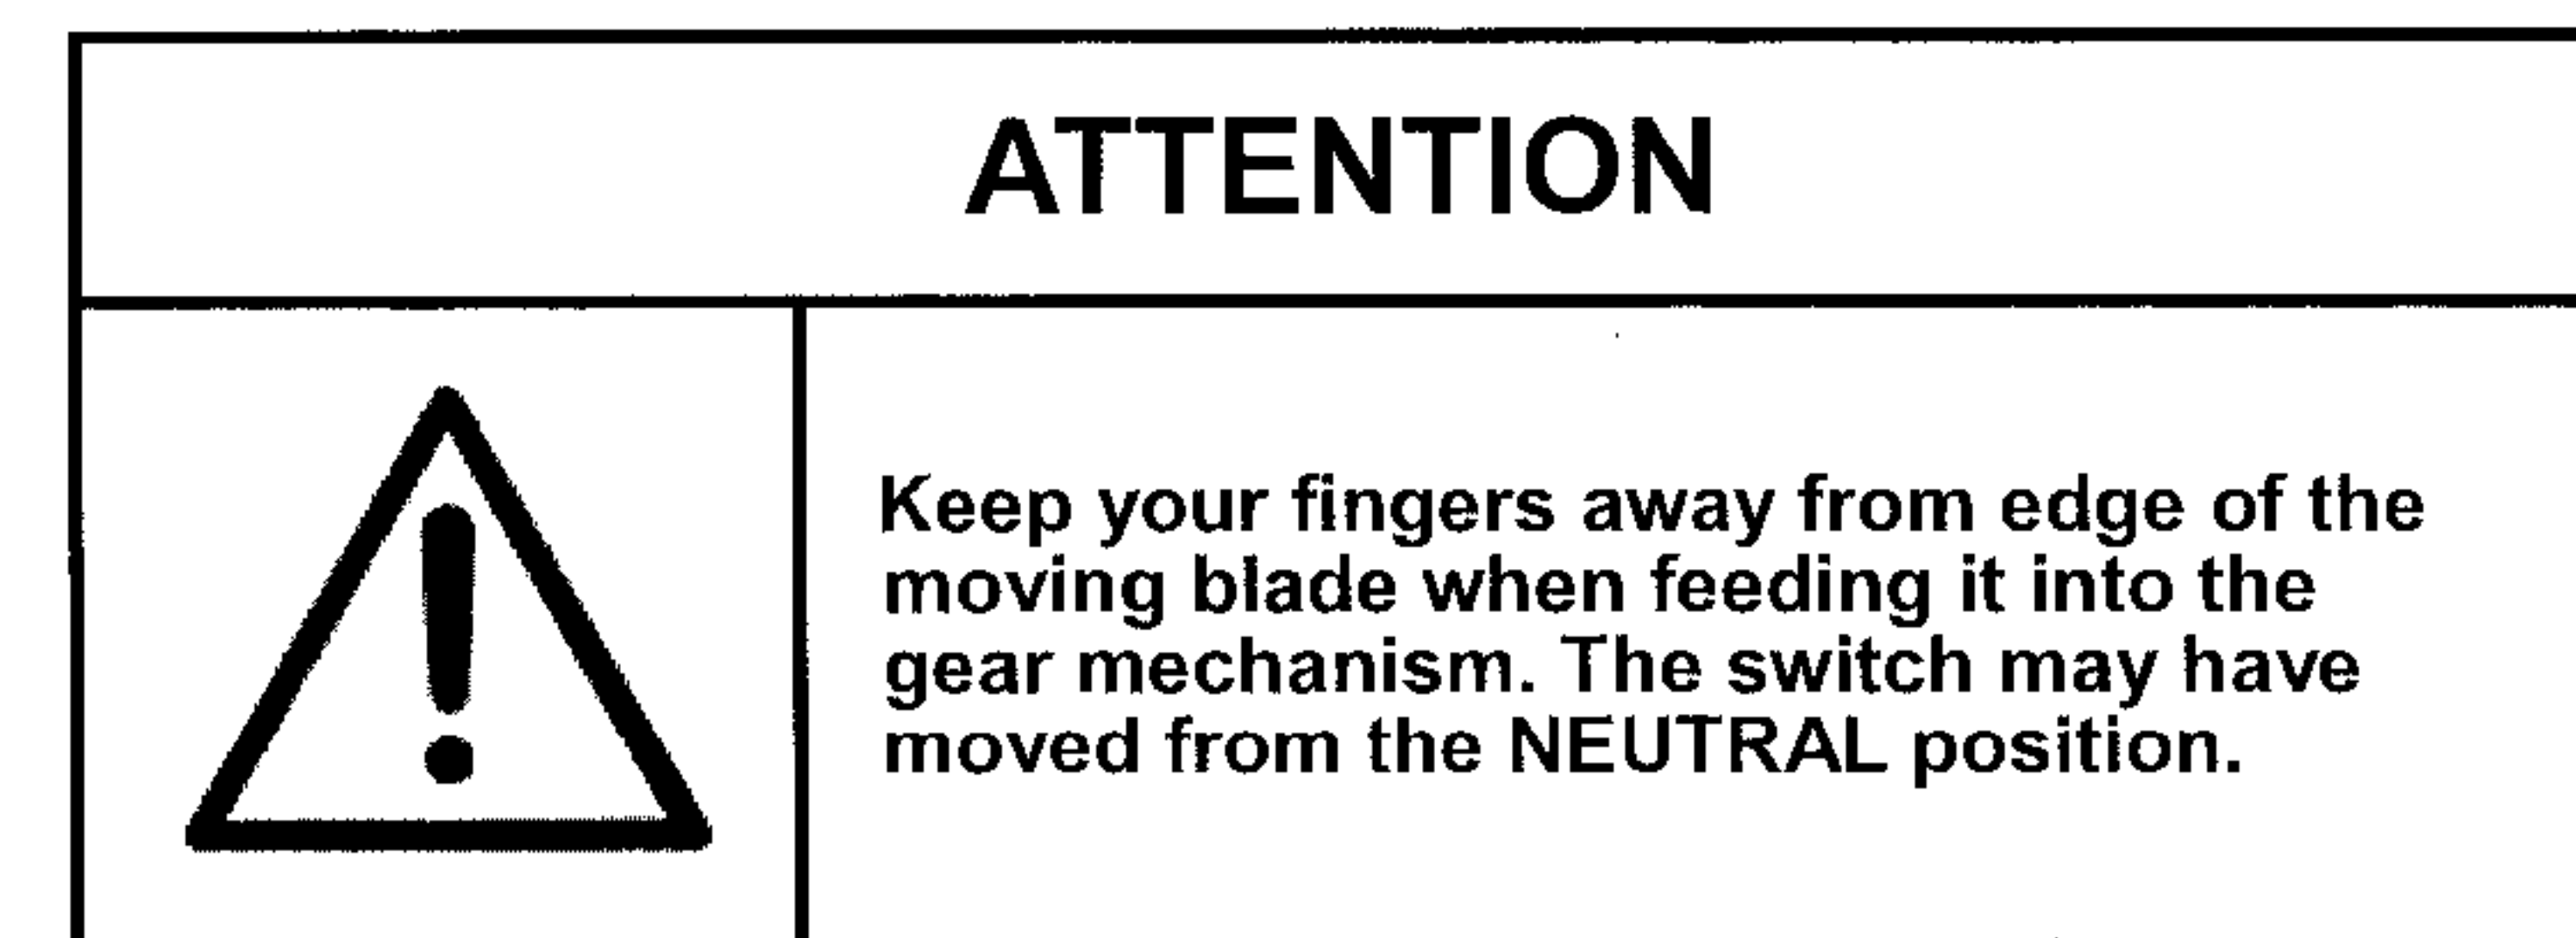 ATTENTION
Keep your fingers away from edge of the
moving blade when feeding it into the
gear mechanism. The switch may have
moved from the NEUTRAL position.